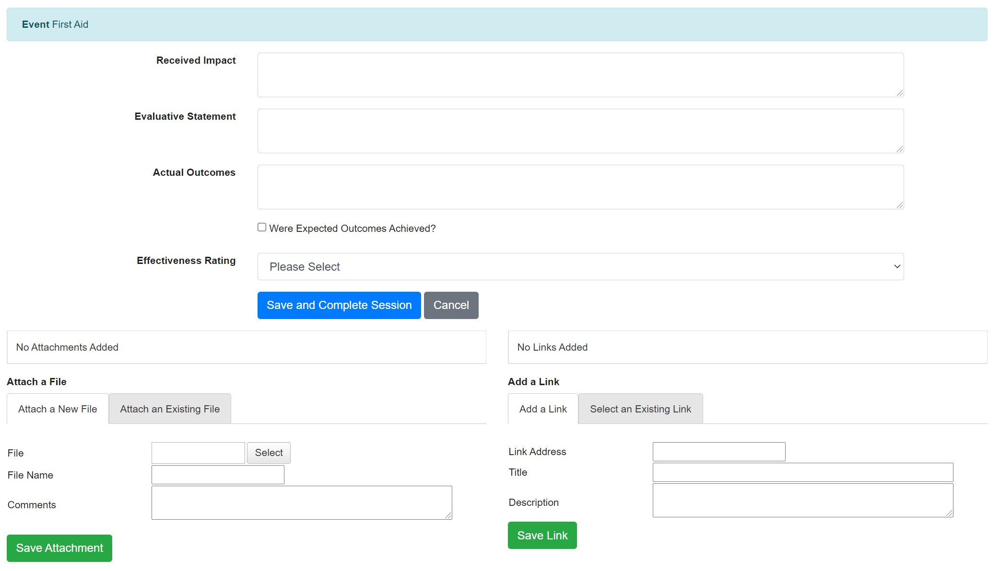 Event First Aid
Received Impact
Evaluative Statement
Actual Outcomes
Were Expected Outcomes Achieved?
Effectiveness Rating
Please Select
Save and Complete Session
Cancel
No Attachments Added
Attach a File
Attach a New File
Attach an Existing File
File
Select
File Name
Comments
Save Attachment
No Links Added
Add a Link
Add a Link
Select an Existing Link
Link Address
Title
Description
Save Link